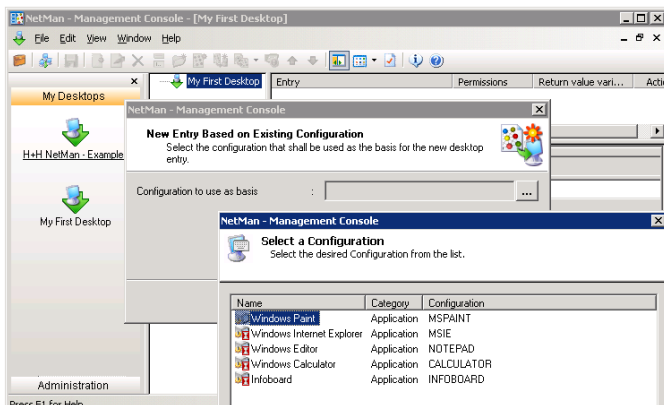 NetMan - Management Console - [My First Desktop]
File Edit View Window Help
My Desktops
H+H NetMan - Example
My First Desktop
Administration
Press F1 for Help
My First Desktop
Entry Permissions Return value vari... Acti
NetMan - Management Console
New Entry Based on Existing Configuration
Select the configuration that shall be used as the basis for the new desktop
entry.
Configuration to use as basis : ...
NetMan - Management Console
Select a Configuration
Select the desired Configuration from the list.
Name Category Configuration
Windows Paint Application MSPAINT
Windows Internet Explorer Application MSIE
Windows Editor Application NOTEPAD
Windows Calculator Application CALCULATOR
Infoboard Application INFOBOARD